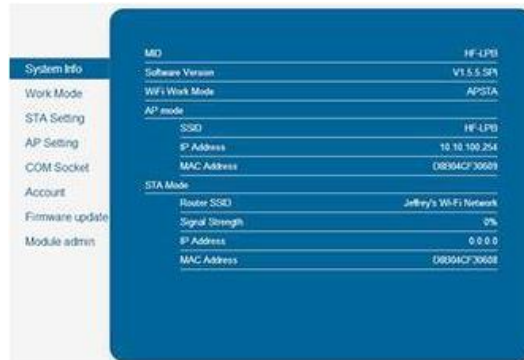 System Info
Work Mode
STA Setting
AP Setting
COM Socket
Account
Firmware update
Module admin
MID HF-LPB
Software Version V1.5.5.SPI
WiFi Work Mode APSTA
AP mode
SSID HF-LPB
IP Address 10.10.100.254
MAC Address
STA Mode
Router SSID Jeffrey's Wi-Fi Network
Signal Strength 0%
IP Address 0.0.0.0
MAC Address